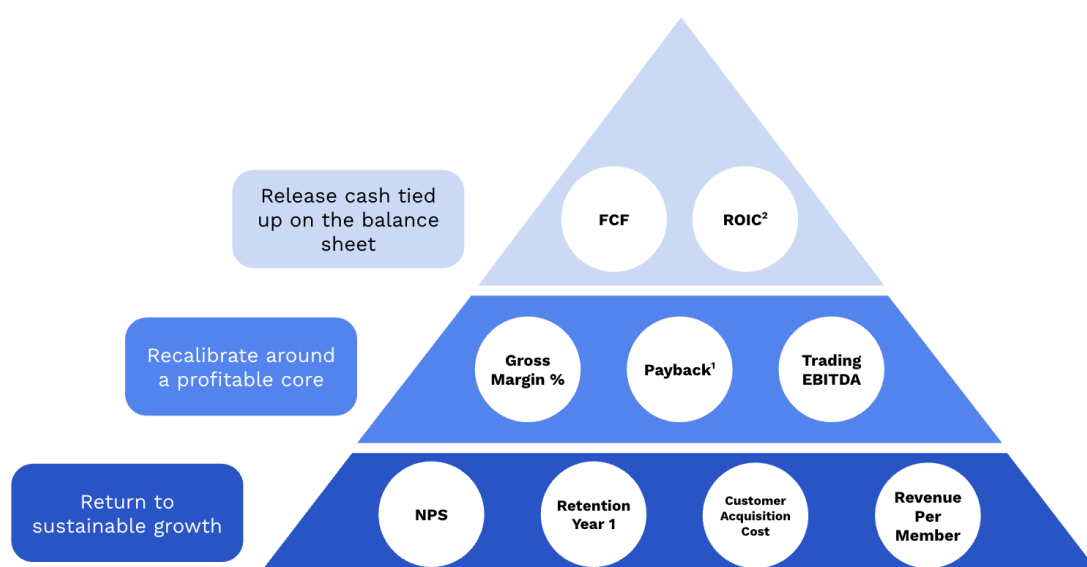 Release cash tied
up on the balance
sheet
FCF
ROIC²
Recalibrate around
a profitable core
Gross
Margin %
Payback¹
Trading
EBITDA
Return to
sustainable growth
NPS
Retention
Year 1
Customer
Acquisition
Cost
Revenue
Per
Member